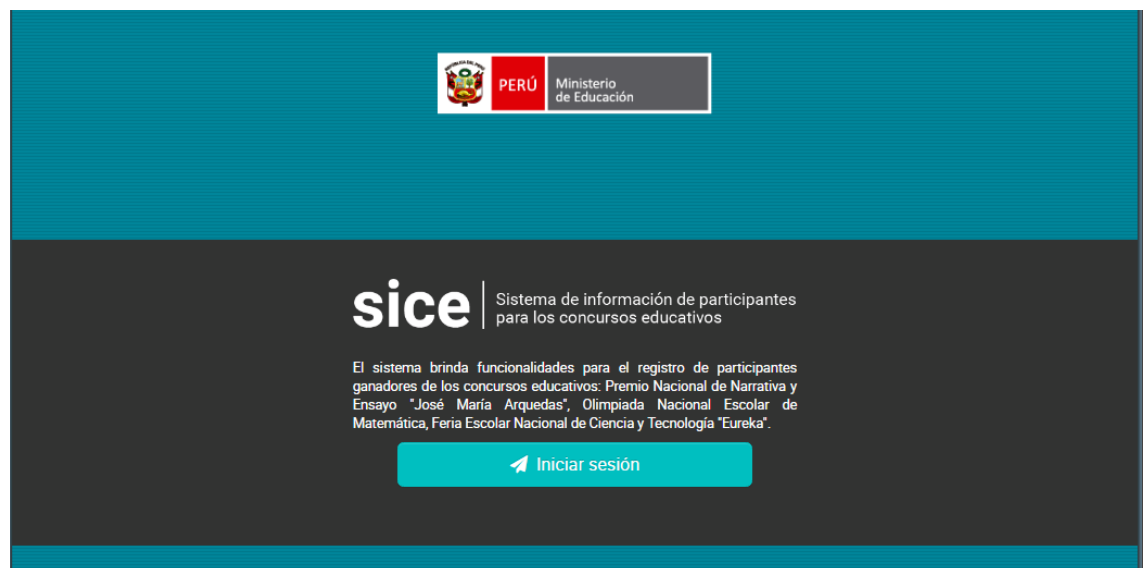 PERÚ
Ministerio
de Educación
sice
Sistema de información de participantes
para los concursos educativos
El sistema brinda funcionalidades para el registro de participantes
ganadores de los concursos educativos: Premio Nacional de Narrativa y
Ensayo "José María Arquedas", Olimpiada Nacional Escolar de
Matemática, Feria Escolar Nacional de Ciencia y Tecnología "Eureka".
Iniciar sesión